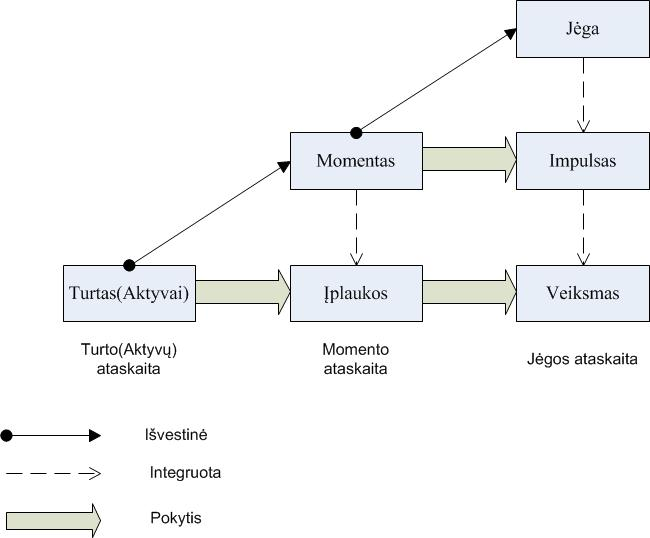 Jėga
Momentas
Impulsas
Turtas(Aktyvai)
Įplaukos
Veiksmas
Turto(Aktyvų)
ataskaita
Momento
ataskaita
Jėgos ataskaita
Išvestinė
Integruota
Pokytis